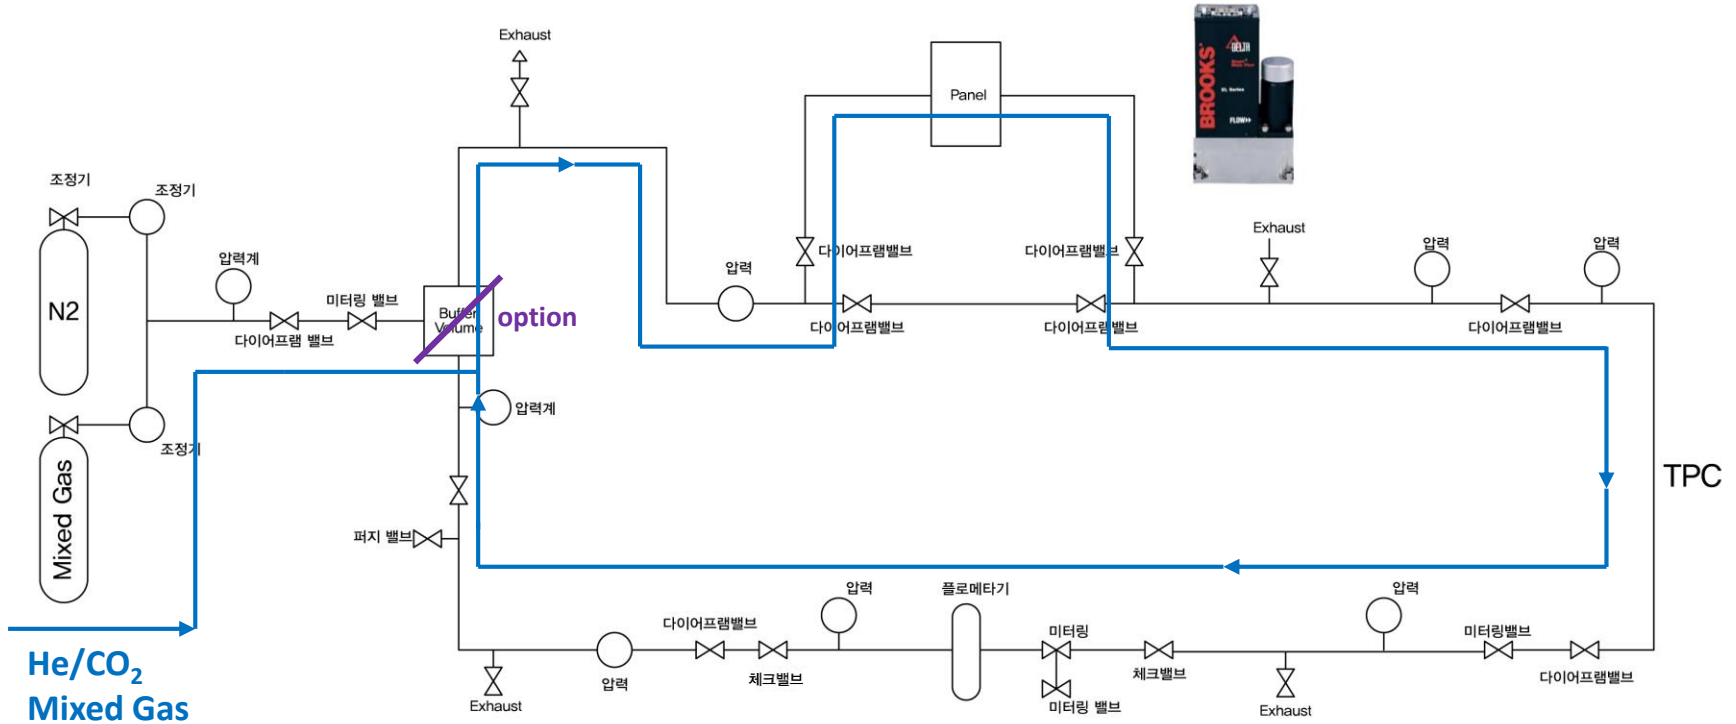 Exhaust
Panel
BROOKS
DELTA
FLOW>>
조정기
조정기
N2
압력계
미터링 밸브
다이어프램 밸브
Buffer
Volume
option
압력
다이어프램밸브
다이어프램밸브
다이어프램밸브
다이어프램밸브
Exhaust
압력
압력
다이어프램밸브
압력계
조정기
Mixed Gas
퍼지 밸브
TPC
He/CO₂
Mixed Gas
Exhaust
압력
다이어프램밸브
체크밸브
압력
플로메타기
미터링
미터링 밸브
체크밸브
Exhaust
압력
미터링밸브
다이어프램밸브